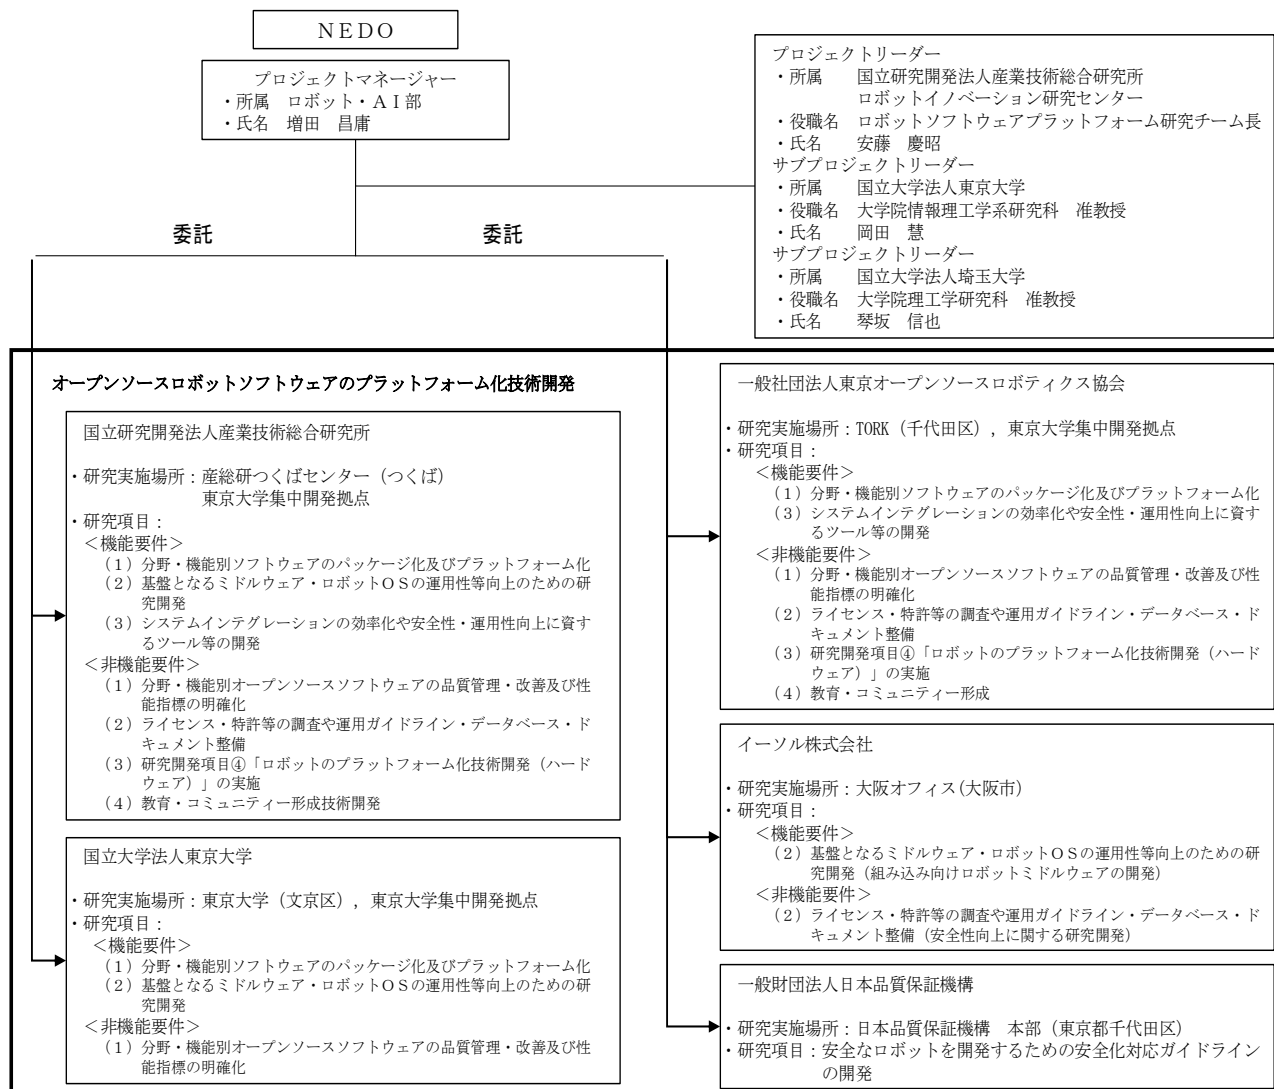 ＮＥＤＯ
プロジェクトマネージャー
・所属　ロボット・ＡＩ部
・氏名　増田　昌庸
プロジェクトリーダー
・所属　国立研究開発法人産業技術総合研究所
ロボットイノベーション研究センター
・役職名　ロボットソフトウェアプラットフォーム研究チーム長
・氏名　安藤　慶昭
サブプロジェクトリーダー
・所属　国立大学法人東京大学
・役職名　大学院情報理工学系研究科　准教授
・氏名　岡田　慧
サブプロジェクトリーダー
・所属　国立大学法人埼玉大学
・役職名　大学院理工学研究科　准教授
・氏名　琴坂　信也
委託
委託
オープンソースロボットソフトウェアのプラットフォーム化技術開発
国立研究開発法人産業技術総合研究所
・研究実施場所：産総研つくばセンター（つくば）
東京大学集中開発拠点
・研究項目：
＜機能要件＞
（１）分野・機能別ソフトウェアのパッケージ化及びプラットフォーム化
（２）基盤となるミドルウェア・ロボットＯＳの運用性等向上のための研
究開発
（３）システムインテグレーションの効率化や安全性・運用性向上に資す
るツール等の開発
＜非機能要件＞
（１）分野・機能別オープンソースソフトウェアの品質管理・改善及び性
能指標の明確化
（２）ライセンス・特許等の調査や運用ガイドライン・データベース・ド
キュメント整備
（３）研究開発項目④「ロボットのプラットフォーム化技術開発（ハード
ウェア）」の実施
（４）教育・コミュニティー形成技術開発
国立大学法人東京大学
・研究実施場所：東京大学（文京区）, 東京大学集中開発拠点
・研究項目：
＜機能要件＞
（１）分野・機能別ソフトウェアのパッケージ化及びプラットフォーム化
（２）基盤となるミドルウェア・ロボットＯＳの運用性等向上のための研
究開発
＜非機能要件＞
（１）分野・機能別オープンソースソフトウェアの品質管理・改善及び性
能指標の明確化
一般社団法人東京オープンソースロボティクス協会
・研究実施場所：TORK（千代田区）, 東京大学集中開発拠点
・研究項目：
＜機能要件＞
（１）分野・機能別ソフトウェアのパッケージ化及びプラットフォーム化
（３）システムインテグレーションの効率化や安全性・運用性向上に資す
るツール等の開発
＜非機能要件＞
（１）分野・機能別オープンソースソフトウェアの品質管理・改善及び性
能指標の明確化
（２）ライセンス・特許等の調査や運用ガイドライン・データベース・ド
キュメント整備
（３）研究開発項目④「ロボットのプラットフォーム化技術開発（ハード
ウェア）」の実施
（４）教育・コミュニティー形成
イーソル株式会社
・研究実施場所：大阪オフィス(大阪市)
・研究項目：
＜機能要件＞
（２）基盤となるミドルウェア・ロボットＯＳの運用性等向上のための研
究開発（組み込み向けロボットミドルウェアの開発）
＜非機能要件＞
（２）ライセンス・特許等の調査や運用ガイドライン・データベース・ド
キュメント整備（安全性向上に関する研究開発）
一般財団法人日本品質保証機構
・研究実施場所：日本品質保証機構　本部（東京都千代田区）
・研究項目：安全なロボットを開発するための安全化対応ガイドライン
の開発